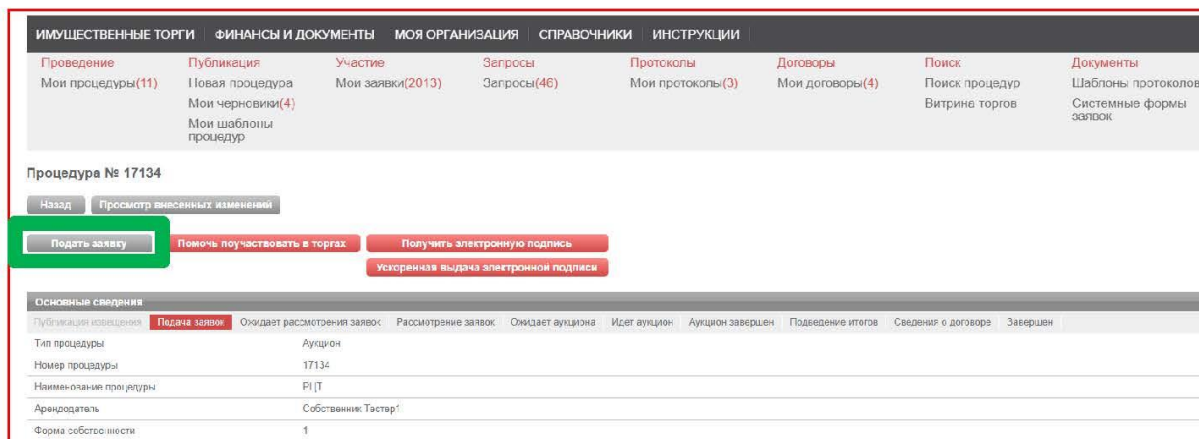 ИМУЩЕСТВЕННЫЕ ТОРГИ ФИНАНСЫ И ДОКУМЕНТЫ МОЯ ОРГАНИЗАЦИЯ СПРАВОЧНИКИ ИНСТРУКЦИИ
Проведение Публикация Участие Запросы Протоколы Договоры Поиск Документы
Мои процедуры(11) Новая процедура Мои заявки(2013) Запросы(46) Мои протоколы(3) Мои договоры(4) Поиск процедур Шаблоны протоколов
Мои черновики(4) Витрина торгов Системные формы
Мои шаблоны заявок
процедур
Процедура № 17134
Назад Просмотр внесенных изменений
Подать заявку Помочь поучаствовать в торгах Получить электронную подпись
Ускоренная выдача электронной подписи
Основные сведения
Публикация извещения Подача заявок Ожидает рассмотрения заявок Рассмотрение заявок Ожидает аукциона Идет аукцион Аукцион завершен Подведение итогов Сведения о договоре Завершен
Тип процедуры Аукцион
Номер процедуры 17134
Наименование процедуры
Арендодатель Собственник Тестер1
Форма собственности 1